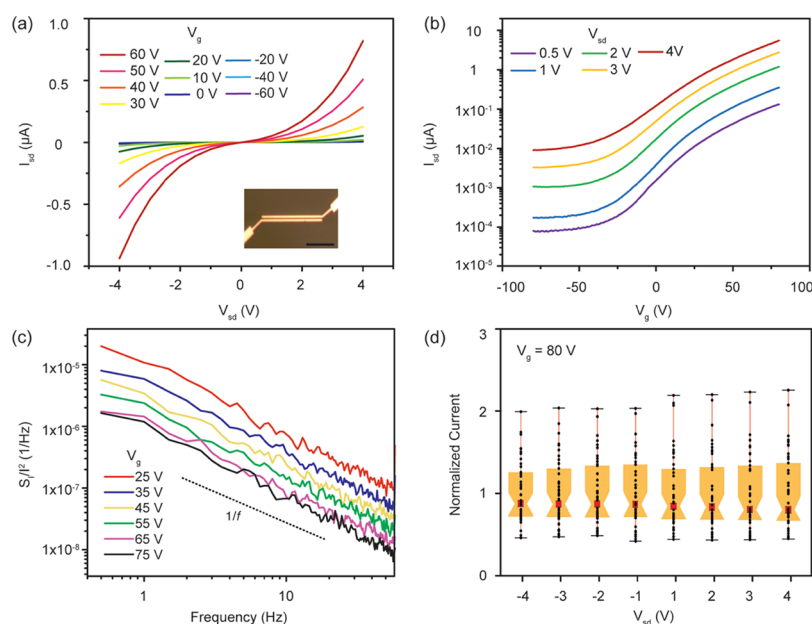 (a)
V_g
60 V
50 V
40 V
30 V
20 V
10 V
0 V
-20 V
-40 V
-60 V
1.0
0.5
0
-0.5
-1.0
I_sd (μA)
-4
-2
0
2
4
V_sd (V)
(b)
V_sd
0.5 V
1 V
2 V
3 V
4V
10
1
1x10⁻¹
1x10⁻²
1x10⁻³
1x10⁻⁴
1x10⁻⁵
I_sd (μA)
-100
-50
0
50
100
V_g (V)
(c)
1x10⁻⁵
1x10⁻⁶
1x10⁻⁷
1x10⁻⁸
S_I/I² (1/Hz)
V_g
25 V
35 V
45 V
55 V
65 V
75 V
1/f
1
10
Frequency (Hz)
(d)
V_g = 80 V
3
2
1
0
Normalized Current
-4
-3
-2
-1
1
2
3
4
V_sd (V)